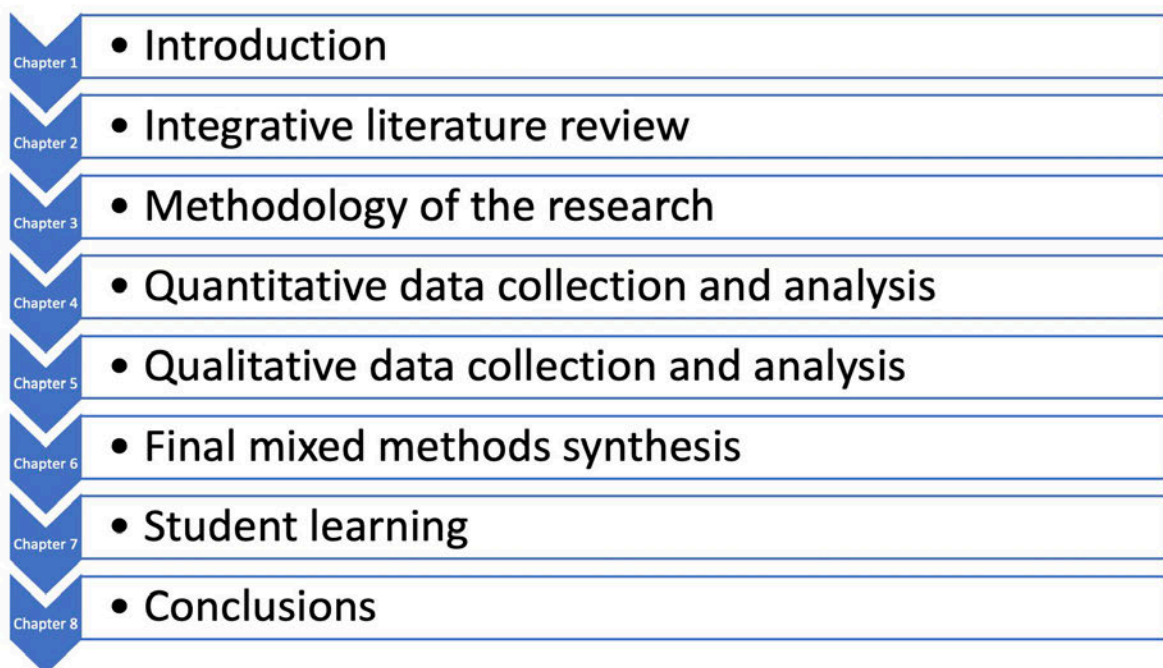 Chapter 1
• Introduction
Chapter 2
• Integrative literature review
Chapter 3
• Methodology of the research
Chapter 4
• Quantitative data collection and analysis
Chapter 5
• Qualitative data collection and analysis
Chapter 6
• Final mixed methods synthesis
Chapter 7
• Student learning
Chapter 8
• Conclusions